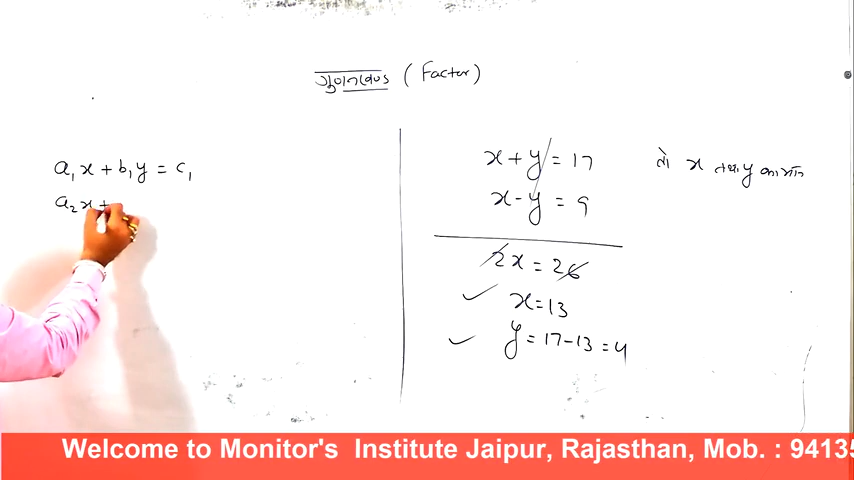 गुणनखण्ड (Factor)
a₁x + b₁y = c₁
a₂x +
x + y = 17
x - y = 9
2x = 26
x = 13
y = 17 - 13 = 4
तो x तथा y का मान
Welcome to Monitor's Institute Jaipur, Rajasthan, Mob. : 94135